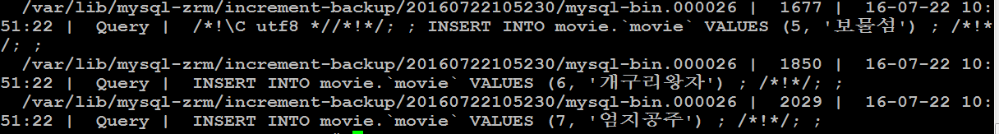 /var/lib/mysql-zrm/increment-backup/20160722105230/mysql-bin.000026 | 1677 | 16-07-22 10:
51:22 | Query | /*!\C utf8 *//*!*/; ; INSERT INTO movie.`movie` VALUES (5, '보물섬') ; /*!*
/; ;
/var/lib/mysql-zrm/increment-backup/20160722105230/mysql-bin.000026 | 1850 | 16-07-22 10:
51:22 | Query | INSERT INTO movie.`movie` VALUES (6, '개구리왕자') ; /*!*/; ;
/var/lib/mysql-zrm/increment-backup/20160722105230/mysql-bin.000026 | 2029 | 16-07-22 10:
51:22 | Query | INSERT INTO movie.`movie` VALUES (7, '엄지공주') ; /*!*/; ;